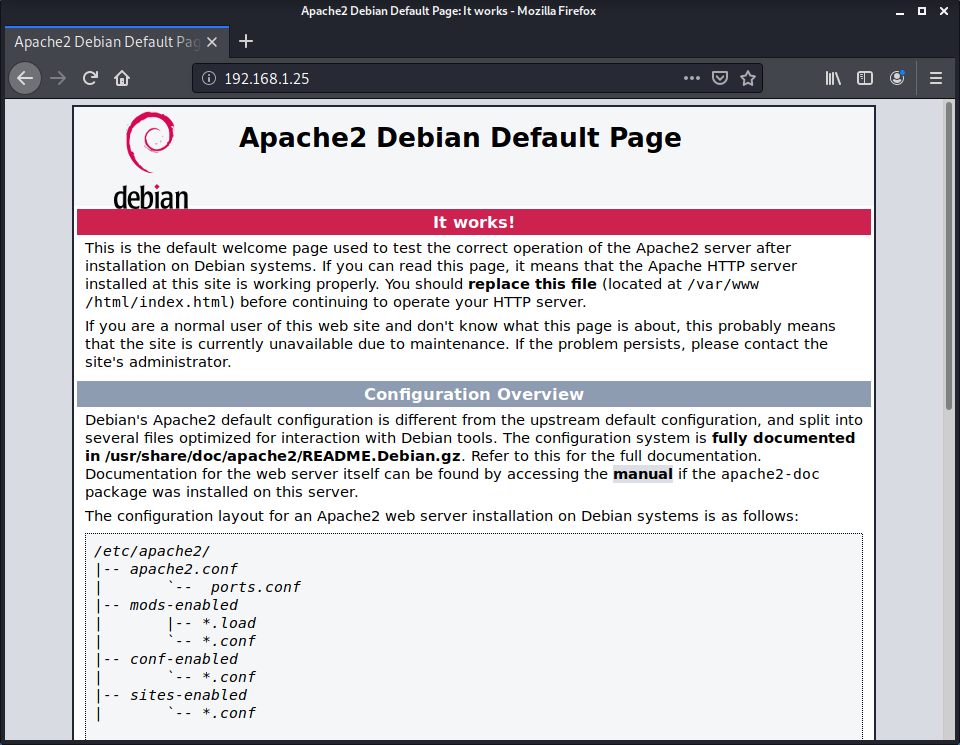 Apache2 Debian Default Page: It works - Mozilla Firefox
Apache2 Debian Default Pag
192.168.1.25
debian
Apache2 Debian Default Page
It works!
This is the default welcome page used to test the correct operation of the Apache2 server after
installation on Debian systems. If you can read this page, it means that the Apache HTTP server
installed at this site is working properly. You should replace this file (located at /var/www
/html/index.html) before continuing to operate your HTTP server.
If you are a normal user of this web site and don't know what this page is about, this probably means
that the site is currently unavailable due to maintenance. If the problem persists, please contact the
site's administrator.
Configuration Overview
Debian's Apache2 default configuration is different from the upstream default configuration, and split into
several files optimized for interaction with Debian tools. The configuration system is fully documented
in /usr/share/doc/apache2/README.Debian.gz. Refer to this for the full documentation.
Documentation for the web server itself can be found by accessing the manual if the apache2-doc
package was installed on this server.
The configuration layout for an Apache2 web server installation on Debian systems is as follows:
/etc/apache2/
|-- apache2.conf
|       `--  ports.conf
|-- mods-enabled
|       |-- *.load
|       `-- *.conf
|-- conf-enabled
|       `-- *.conf
|-- sites-enabled
|       `-- *.conf